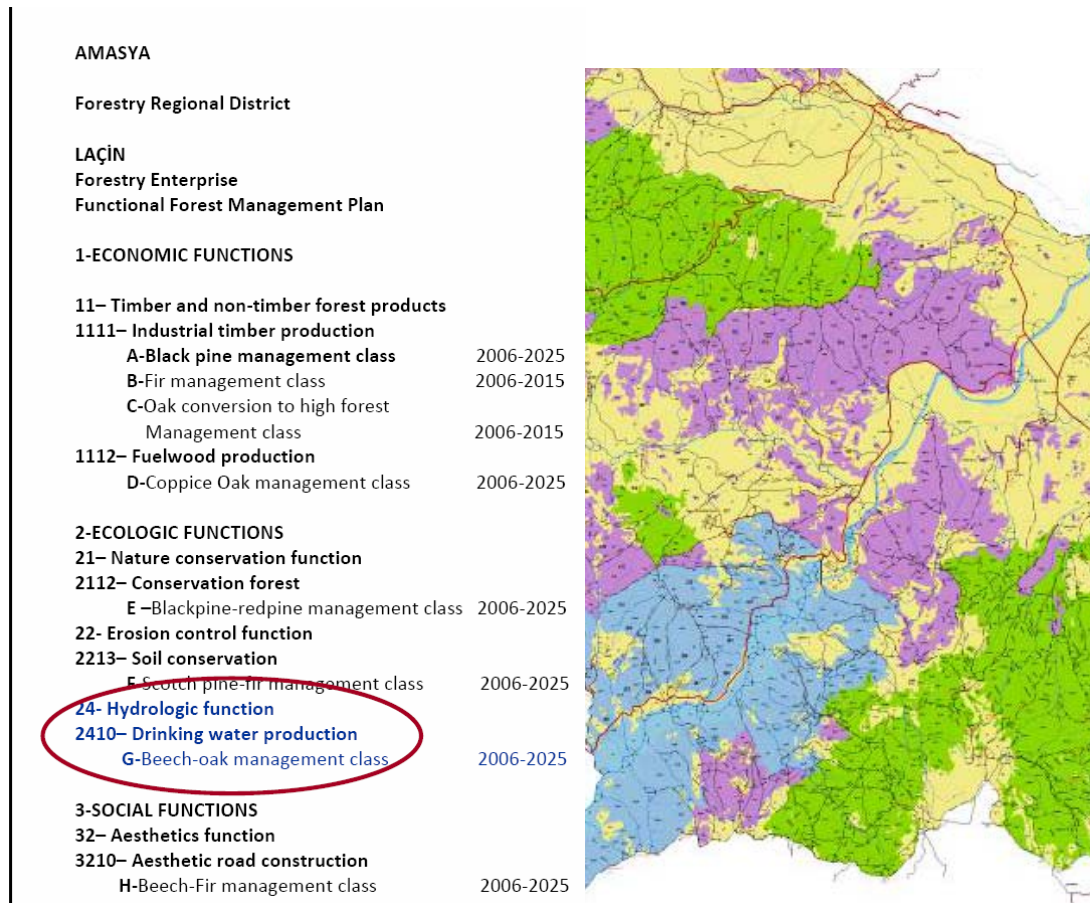 AMASYA
Forestry Regional District
LAÇİN
Forestry Enterprise
Functional Forest Management Plan
1-ECONOMIC FUNCTIONS
11– Timber and non-timber forest products
1111– Industrial timber production
A-Black pine management class 2006-2025
B-Fir management class 2006-2015
C-Oak conversion to high forest
Management class 2006-2015
1112– Fuelwood production
D-Coppice Oak management class 2006-2025
2-ECOLOGIC FUNCTIONS
21– Nature conservation function
2112– Conservation forest
E –Blackpine-redpine management class 2006-2025
22- Erosion control function
2213– Soil conservation
F-Scotch pine-fir management class 2006-2025
24- Hydrologic function
2410– Drinking water production
G-Beech-oak management class 2006-2025
3-SOCIAL FUNCTIONS
32– Aesthetics function
3210– Aesthetic road construction
H-Beech-Fir management class 2006-2025